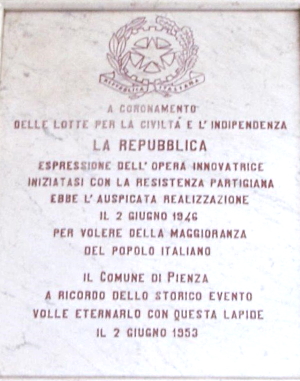 REPUBBLICA ITALIANA
A CORONAMENTO
DELLE LOTTE PER LA CIVILTÀ E L'INDIPENDENZA
LA REPUBBLICA
ESPRESSIONE DELL'OPERA INNOVATRICE
INIZIATASI CON LA RESISTENZA PARTIGIANA
EBBE L'AUSPICATA REALIZZAZIONE
IL 2 GIUGNO 1946
PER VOLERE DELLA MAGGIORANZA
DEL POPOLO ITALIANO
IL COMUNE DI PIENZA
A RICORDO DELLO STORICO EVENTO
VOLLE ETERNARLO CON QUESTA LAPIDE
IL 2 GIUGNO 1953